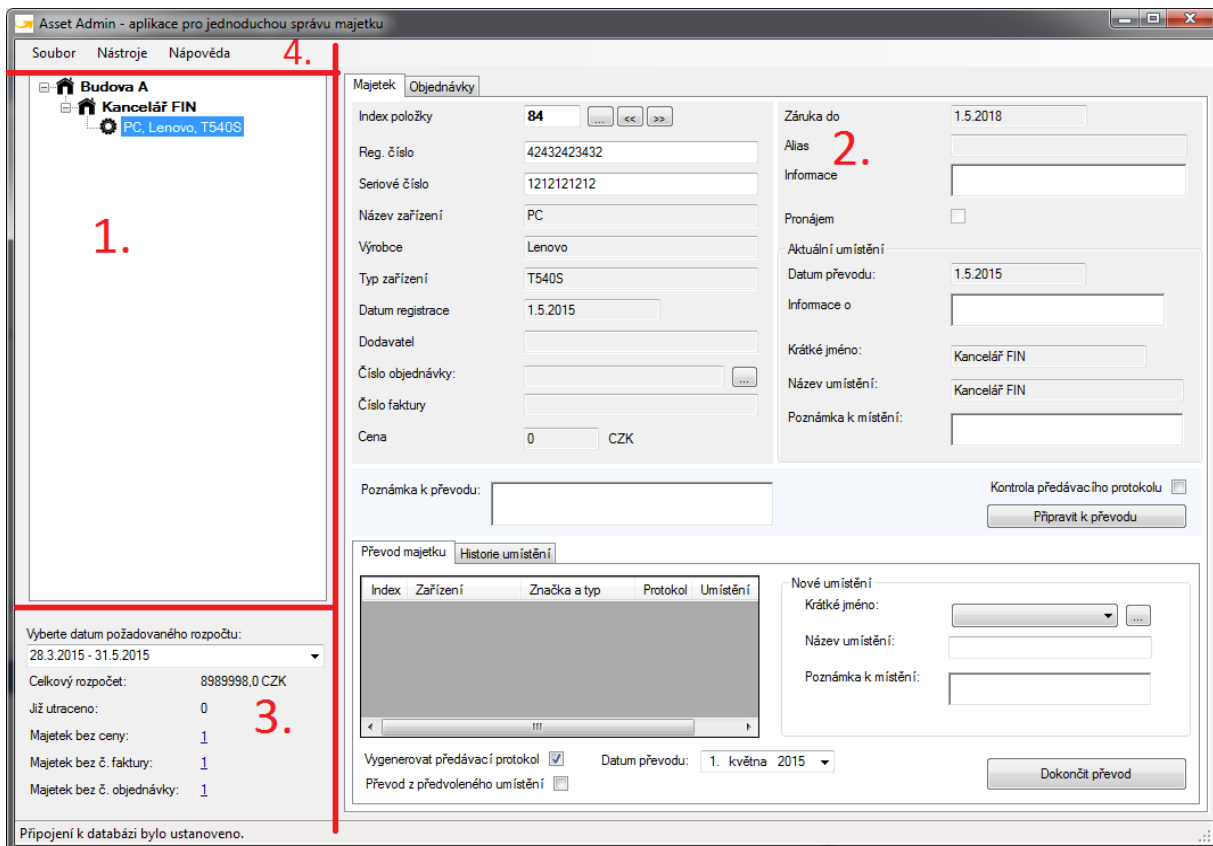 Asset Admin - aplikace pro jednoduchou správu majetku
Soubor Nástroje Nápověda 4.
Budova A
Kancelář FIN
PC, Lenovo, T540S
1.
Majetek Objednávky
Index položky 84 ... << >>
Reg. číslo 42432423432
Seriové číslo 1212121212
Název zařízení PC
Výrobce Lenovo
Typ zařízení T540S
Datum registrace 1.5.2015
Dodavatel
Číslo objednávky: ...
Číslo faktury
Cena 0 CZK
Záruka do 1.5.2018
Alias 2.
Informace
Pronájem
Aktuální umístění
Datum převodu: 1.5.2015
Informace o
Krátké jméno: Kancelář FIN
Název umístění: Kancelář FIN
Poznámka k místění:
Poznámka k převodu:
Kontrola předávacího protokolu
Připravit k převodu
Převod majetku Historie umístění
Index Zařízení Značka a typ Protokol Umístění
Nové umístění
Krátké jméno: ...
Název umístění:
Poznámka k místění:
Vygenerovat předávací protokol Datum převodu: 1. května 2015
Převod z předvoleného umístění
Dokončit převod
Vyberte datum požadovaného rozpočtu:
28.3.2015 - 31.5.2015
Celkový rozpočet: 8989998,0 CZK
Již utraceno: 0
3.
Majetek bez ceny: 1
Majetek bez č. faktury: 1
Majetek bez č. objednávky: 1
Připojení k databázi bylo ustanoveno.